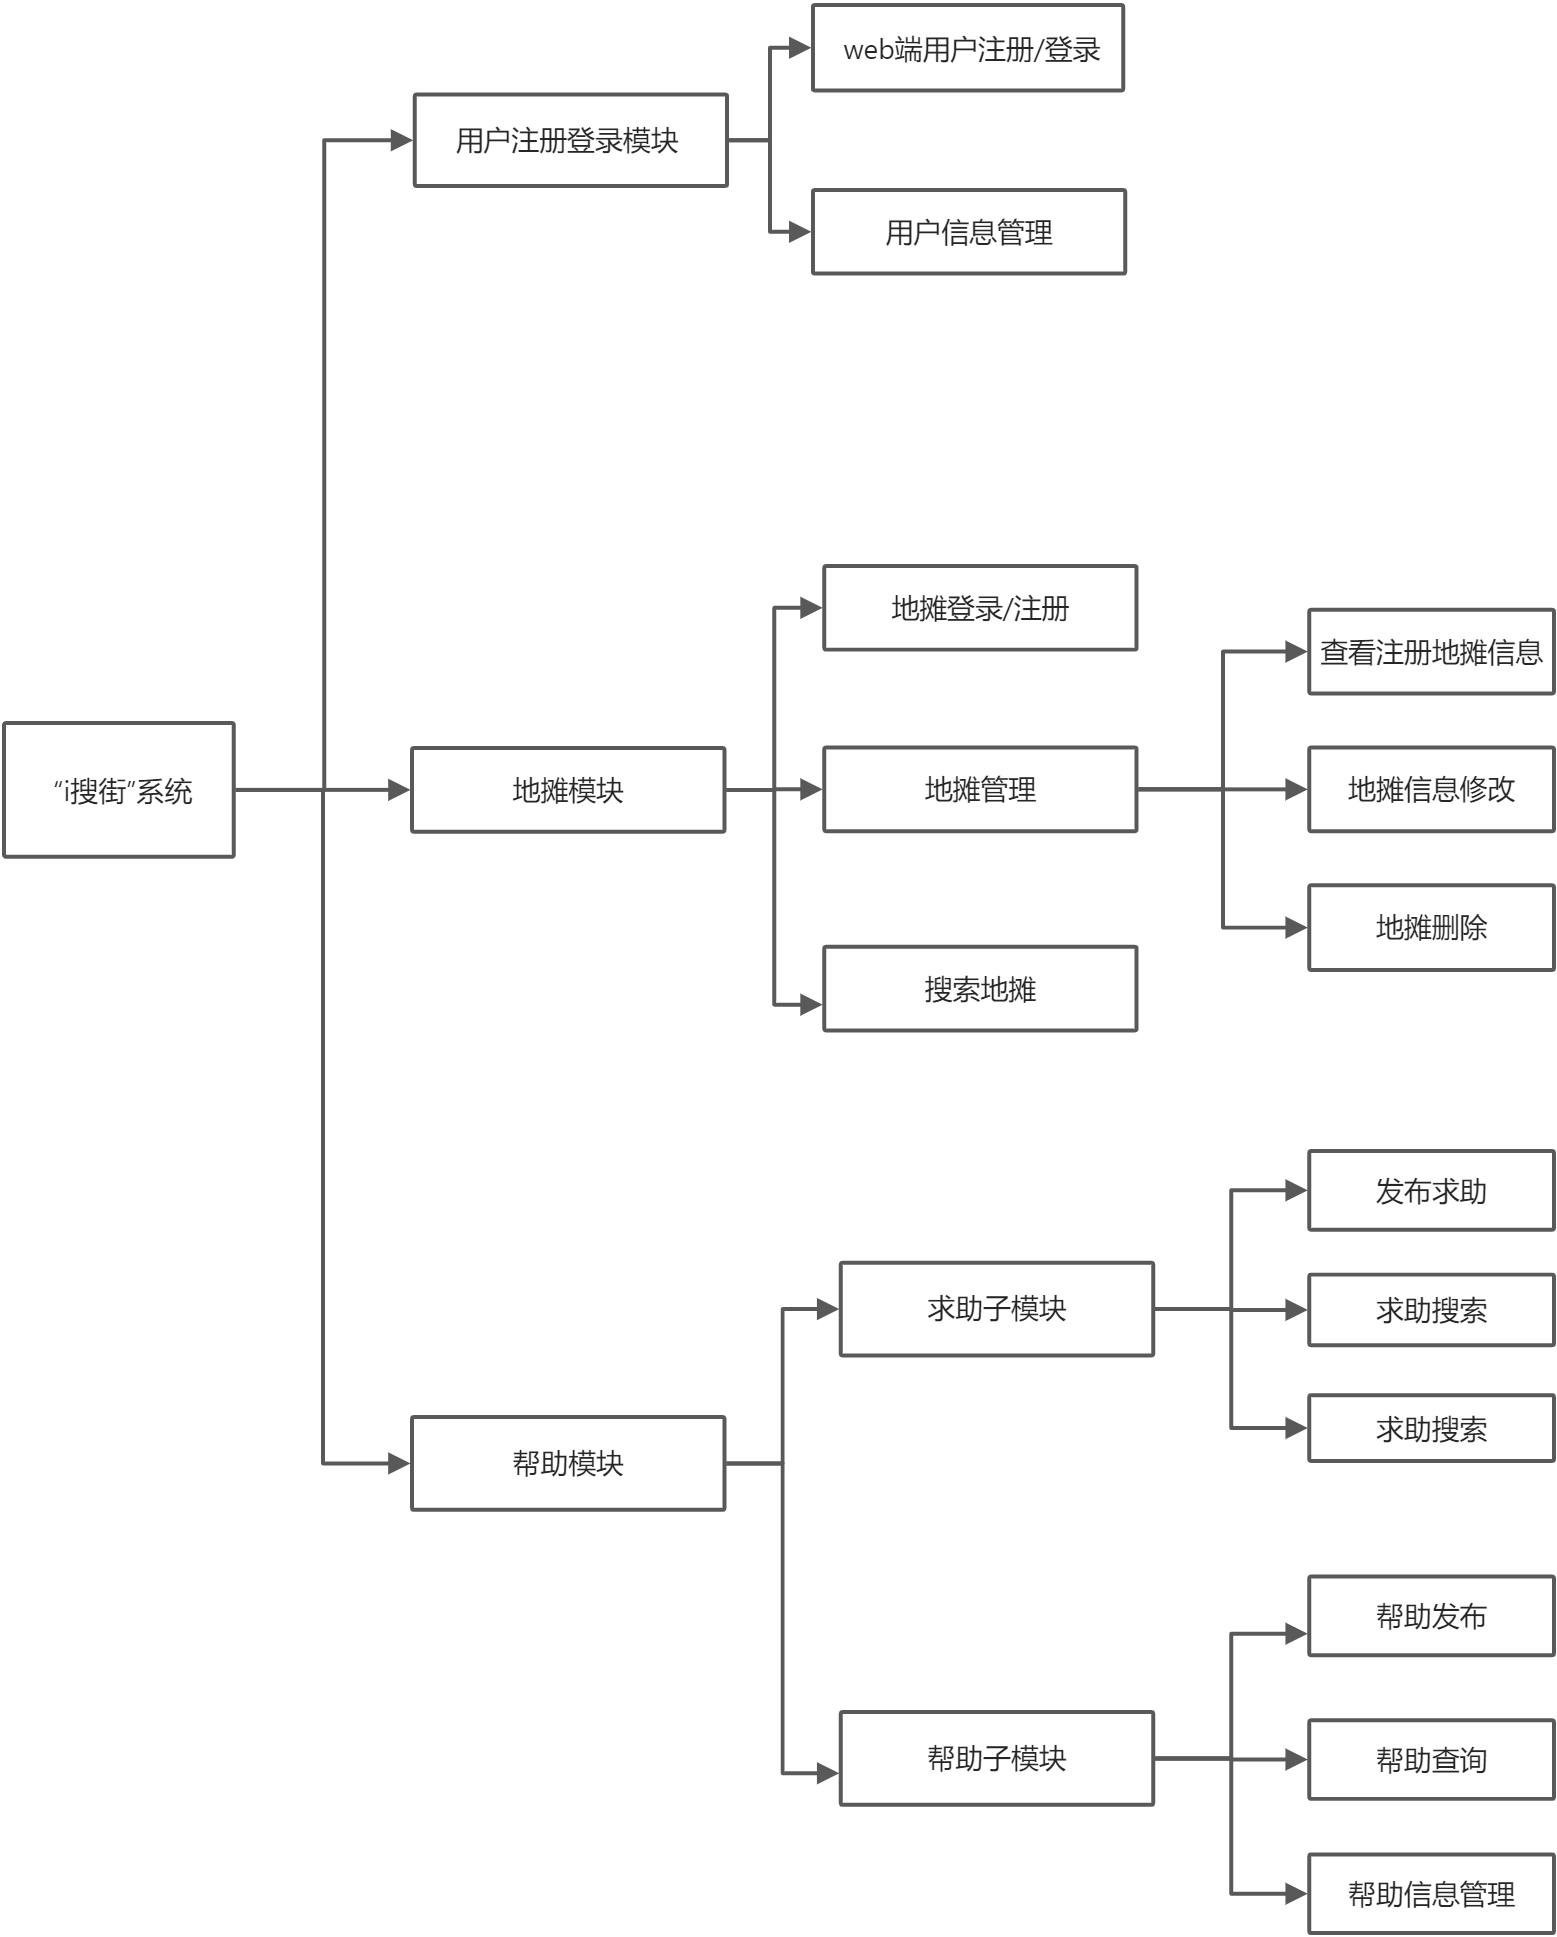 web端用户注册/登录
用户注册登录模块
用户信息管理
地摊登录/注册
查看注册地摊信息
“i搜街”系统
地摊模块
地摊管理
地摊信息修改
地摊删除
搜索地摊
发布求助
求助子模块
求助搜索
求助搜索
帮助模块
帮助发布
帮助子模块
帮助查询
帮助信息管理